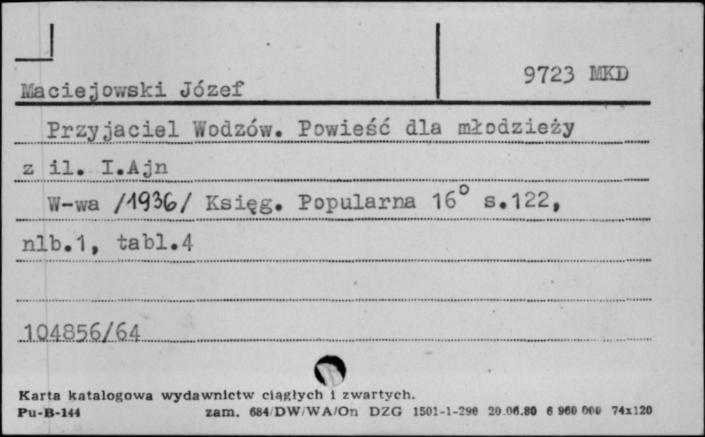 9723 MKD
Maciejowski Józef
Przyjaciel Wodzów. Powieść dla młodzieży
z il. I.Ajn
W-wa /1936/ Księg. Popularna 16° s.122,
nlb.1, tabl.4
104856/64
Karta katalogowa wydawnictw ciągłych i zwartych.
Pu-B-144 zam. 684/DW/WA/On DZG 1501-1-296 20.06.80 6 960 000 74x120